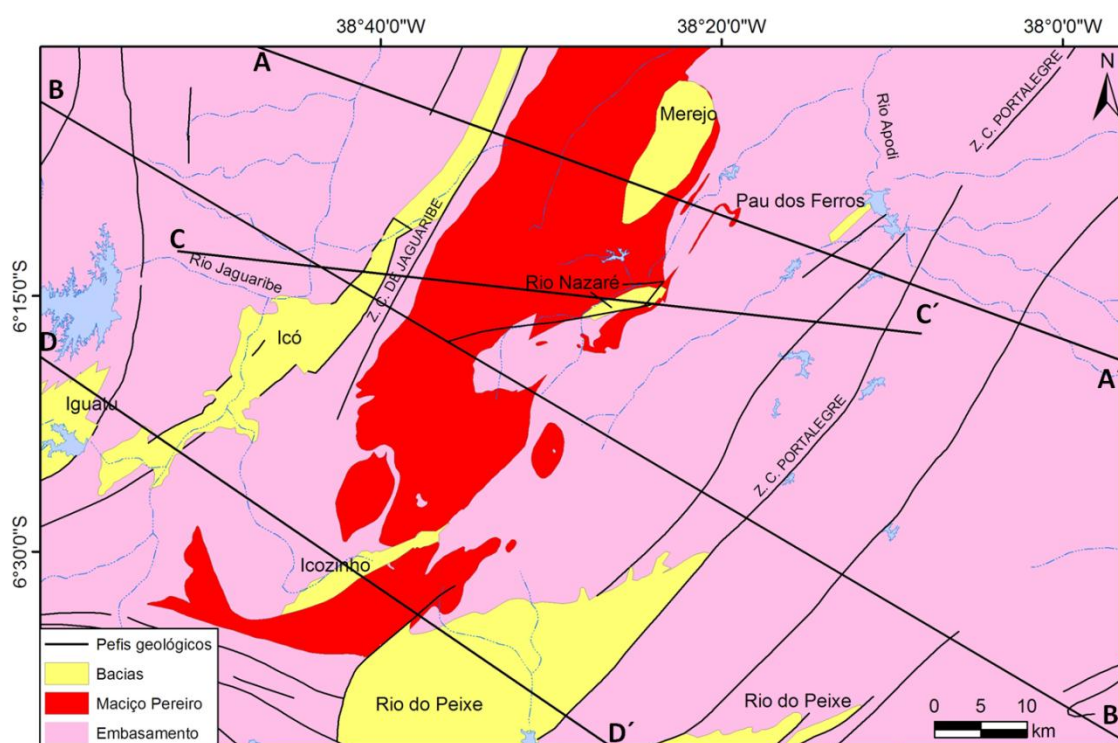 38°40'0"W
38°20'0"W
38°0'0"W
A
N
B
Merejo
Z. C. PORTALEGRE
Rio Apodi
Pau dos Ferros
C
Rio Jaguaribe
Z. C. DE JAGUARIBE
6°15'0"S
Rio Nazaré
C´
Icó
D
A´
Iguatu
Z. C. PORTALEGRE
6°30'0"S
Icozinho
Pefis geológicos
Bacias
Maciço Pereiro
Embasamento
Rio do Peixe
Rio do Peixe
D´
B´
0 5 10
km